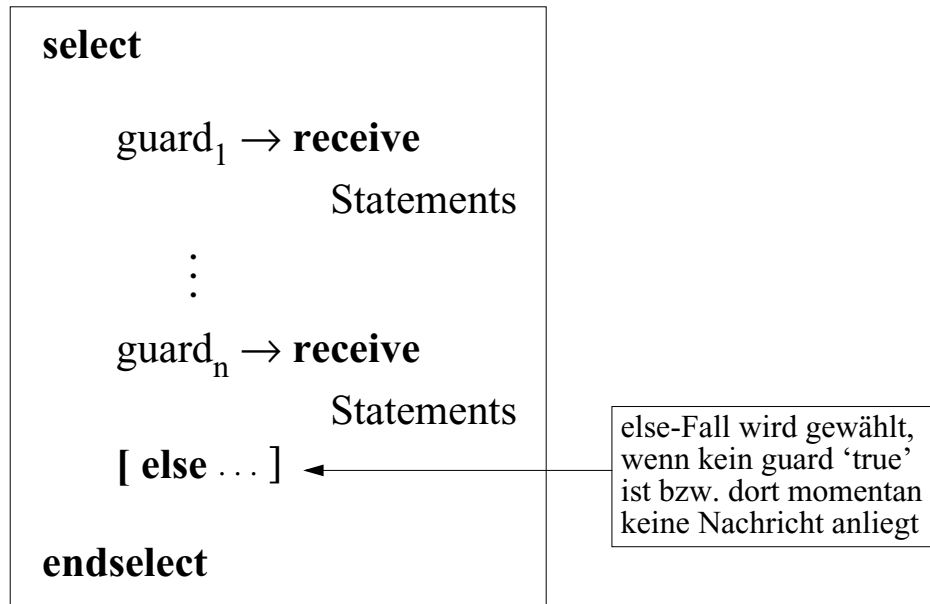 select
guard₁ → receive
Statements
⋮
guardₙ → receive
Statements
[ else ... ]
else-Fall wird gewählt,
wenn kein guard ‘true’
ist bzw. dort momentan
keine Nachricht anliegt
endselect